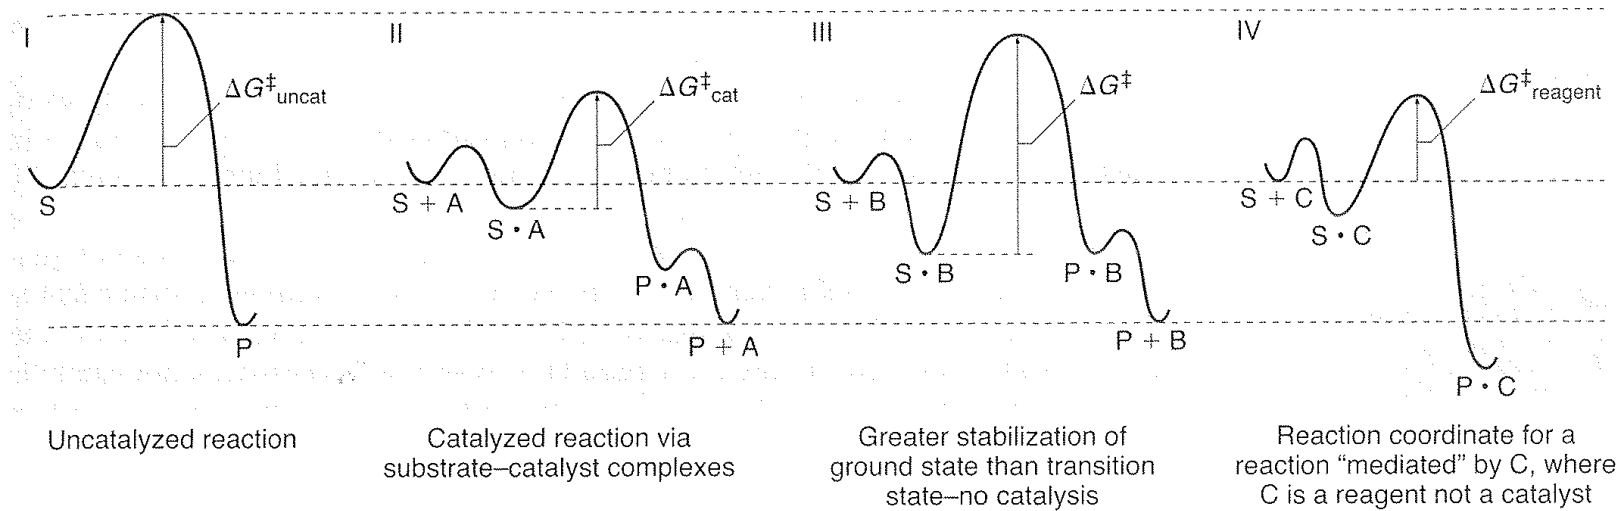 I
ΔG‡uncat
S
P
Uncatalyzed reaction
II
ΔG‡cat
S + A
S • A
P • A
P + A
Catalyzed reaction via
substrate–catalyst complexes
III
ΔG‡
S + B
S • B
P • B
P + B
Greater stabilization of
ground state than transition
state–no catalysis
IV
ΔG‡reagent
S + C
S • C
P • C
Reaction coordinate for a
reaction “mediated” by C, where
C is a reagent not a catalyst